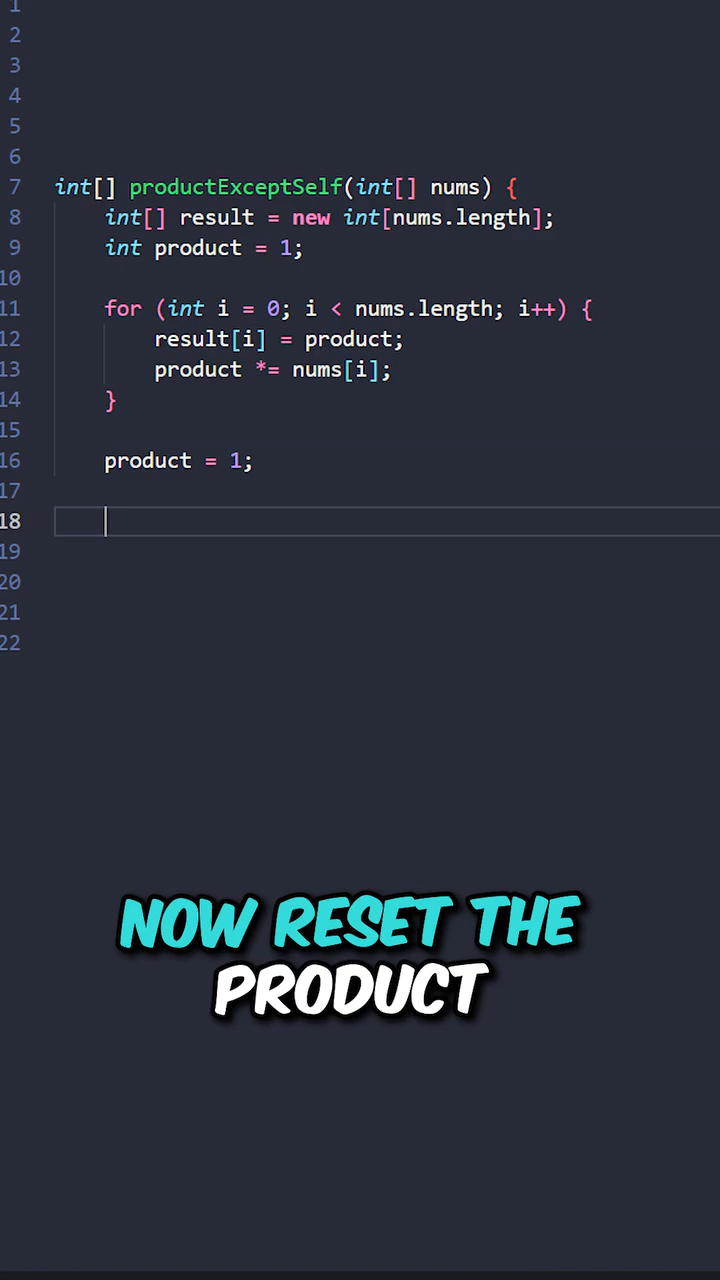 1
2
3
4
5
6
7 int[] productExceptSelf(int[] nums) {
8     int[] result = new int[nums.length];
9     int product = 1;
10
11     for (int i = 0; i < nums.length; i++) {
12         result[i] = product;
13         product *= nums[i];
14     }
15
16     product = 1;
17
18
19
20
21
22
NOW RESET THE
PRODUCT